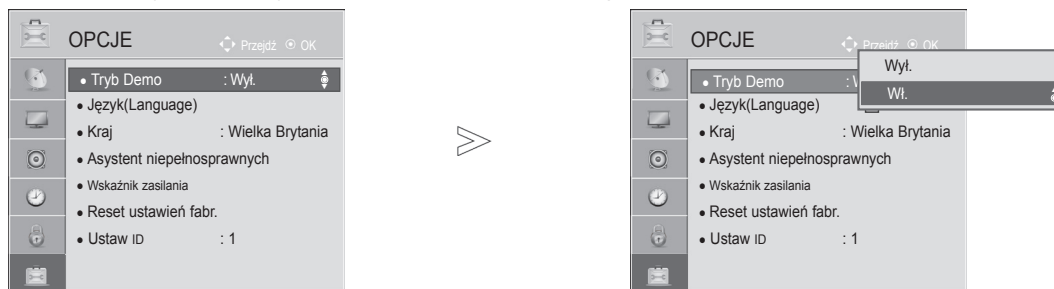 OPCJE
Przejdź OK
• Tryb Demo : Wył.
• Język(Language)
• Kraj : Wielka Brytania
• Asystent niepełnosprawnych
• Wskaźnik zasilania
• Reset ustawień fabr.
• Ustaw ID : 1
OPCJE
Przejdź OK
Wył.
Wł.
• Tryb Demo :
• Język(Language)
• Kraj : Wielka Brytania
• Asystent niepełnosprawnych
• Wskaźnik zasilania
• Reset ustawień fabr.
• Ustaw ID : 1